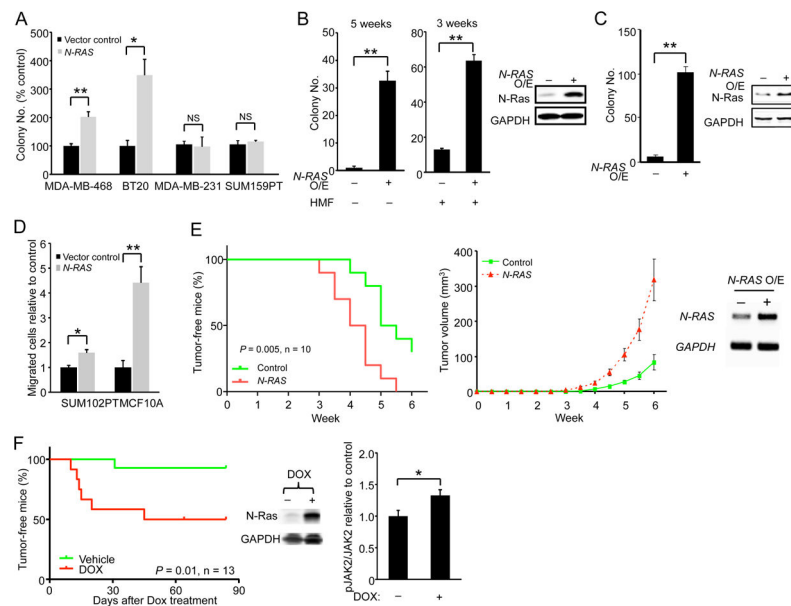 A
Vector control
N-RAS
Colony No. (% control)
500
400
300
200
100
0
**
*
NS
NS
MDA-MB-468 BT20 MDA-MB-231 SUM159PT
B
5 weeks
3 weeks
Colony No.
50
40
30
20
10
0
**
80
60
40
20
0
**
N-RAS
O/E
– + – +
HMF – – + +
N-RAS
O/E – +
N-Ras
GAPDH
C
Colony No.
150
100
50
0
**
N-RAS
O/E – +
N-RAS
O/E – +
N-Ras
GAPDH
D
Vector control
N-RAS
Migrated cells relative to control
6
5
4
3
2
1
0
*
**
SUM102PTMCF10A
E
Tumor-free mice (%)
100
50
0
P = 0.005, n = 10
Control
N-RAS
0 1 2 3 4 5 6
Week
Tumor volume (mm3)
400
300
200
100
0
Control
N-RAS
0 1 2 3 4 5 6
Week
N-RAS O/E
– +
N-RAS
GAPDH
F
Tumor-free mice (%)
100
50
0
Vehicle
DOX
P = 0.01, n = 13
0 30 60 90
Days after Dox treatment
DOX
– +
N-Ras
GAPDH
pJAK2/JAK2 relative to control
2.0
1.5
1.0
0.5
0
*
DOX: – +